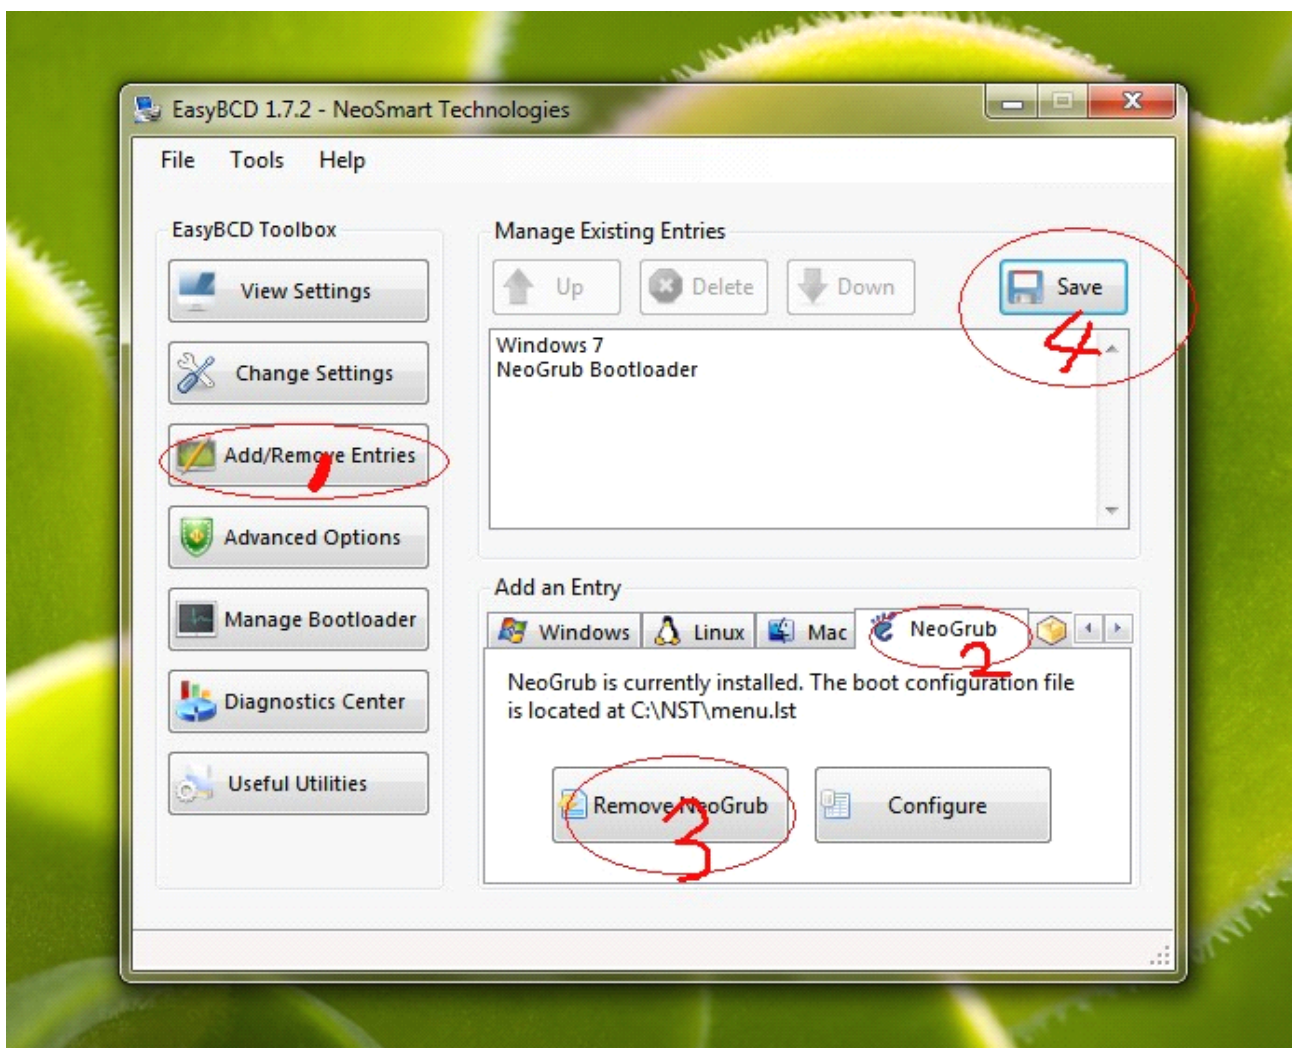 EasyBCD 1.7.2 - NeoSmart Technologies
File Tools Help
EasyBCD Toolbox
View Settings
Change Settings
Add/Remove Entries
1
Advanced Options
Manage Bootloader
Diagnostics Center
Useful Utilities
Manage Existing Entries
Up Delete Down Save
4
Windows 7
NeoGrub Bootloader
Add an Entry
Windows Linux Mac NeoGrub
2
NeoGrub is currently installed. The boot configuration file
is located at C:\NST\menu.lst
Remove NeoGrub Configure
3